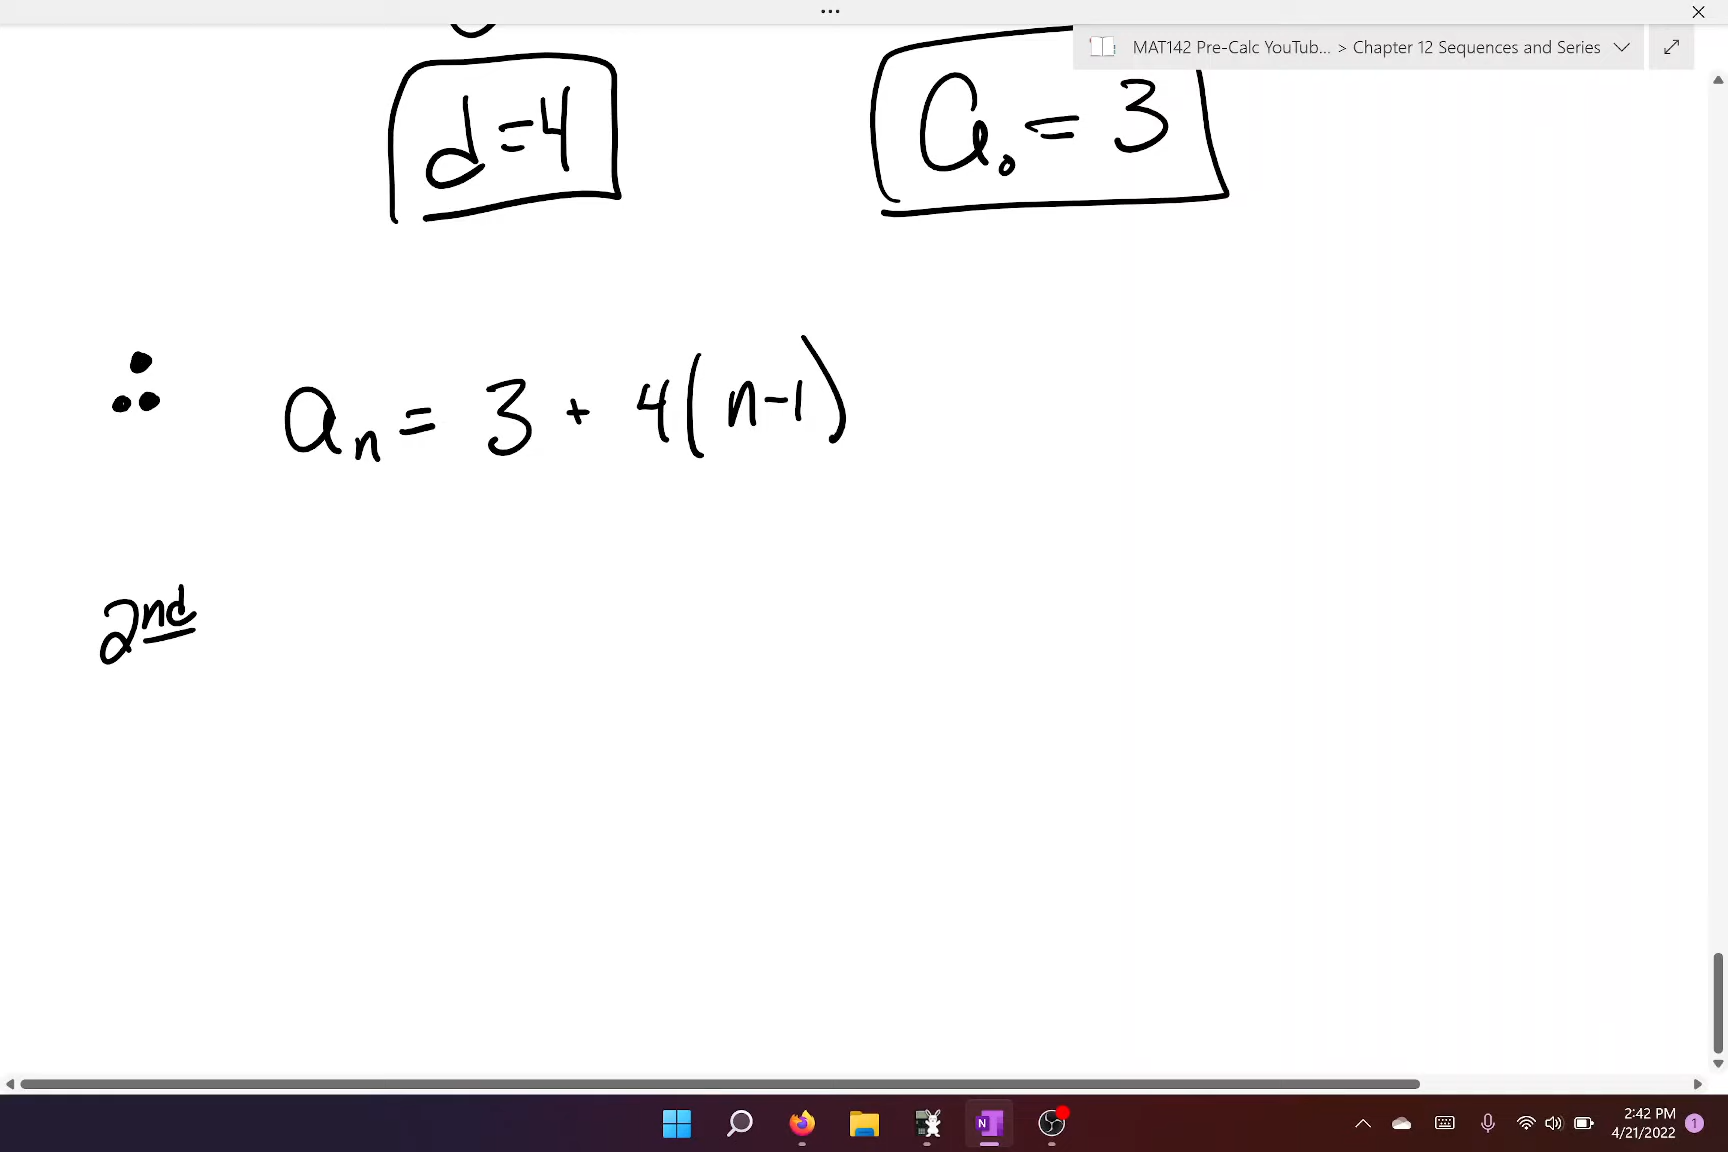 MAT142 Pre-Calc YouTub... > Chapter 12 Sequences and Series
d=4
a₀ = 3
∴ aₙ = 3 + 4(n-1)
2nd
2:42 PM
4/21/2022
1